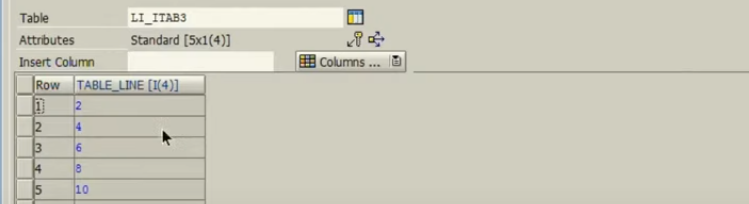 Table LI_ITAB3
Attributes Standard [5x1(4)]
Insert Column Columns ...
Row TABLE_LINE [I(4)]
1 2
2 4
3 6
4 8
5 10